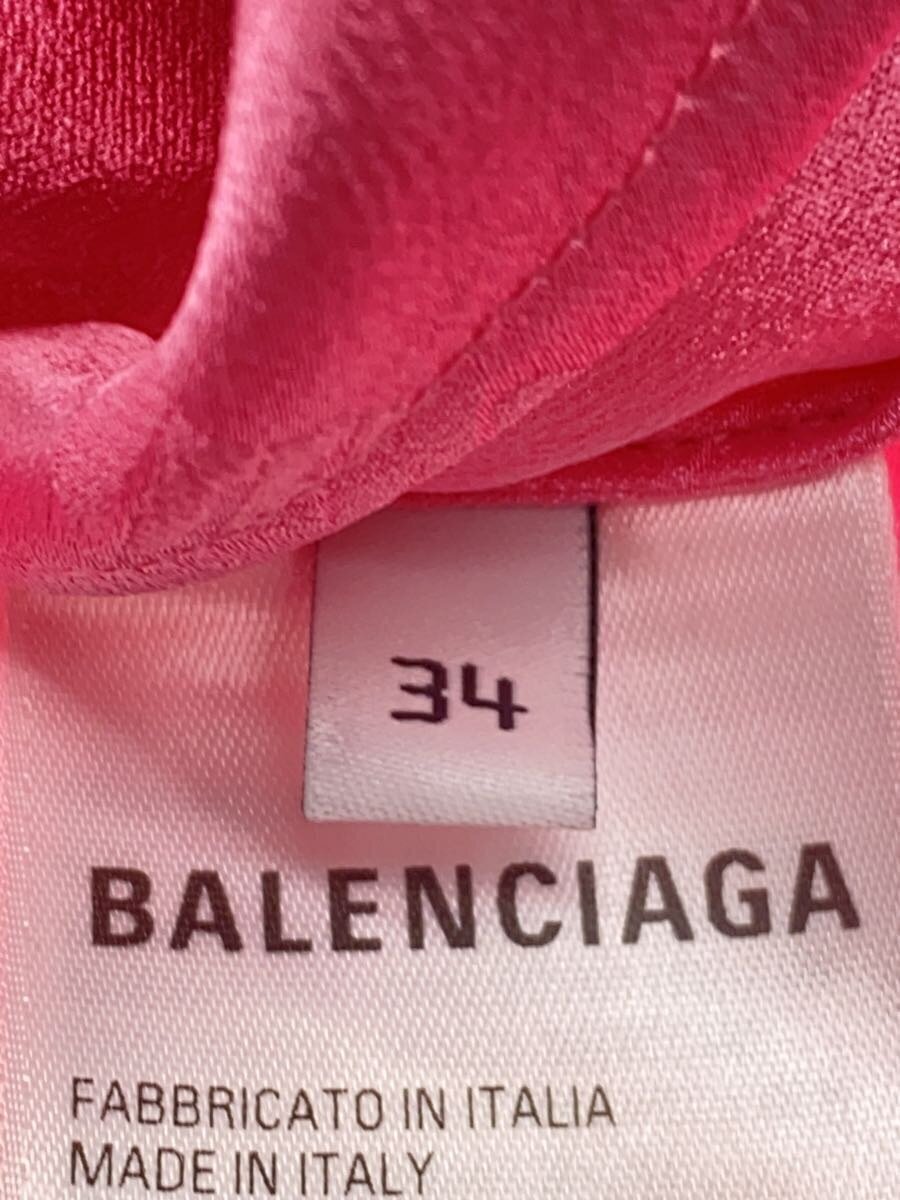 34
BALENCIAGA
FABBRICATO IN ITALIA
MADE IN ITALY